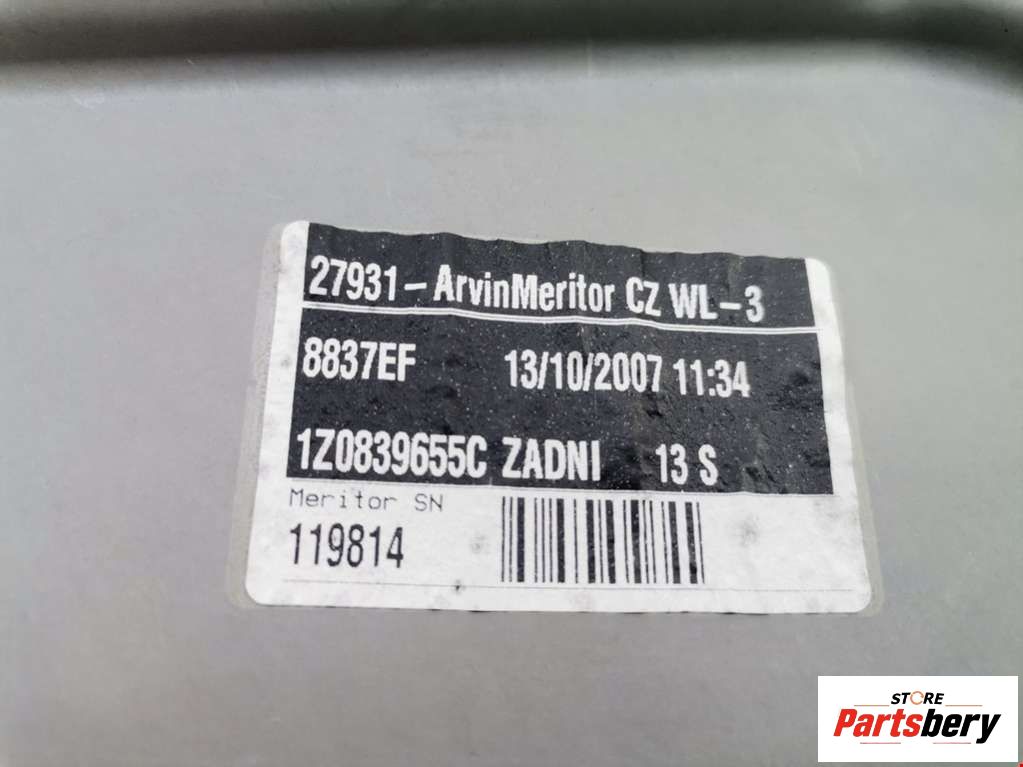 27931-ArvinMeritor CZ WL-3
8837EF 13/10/2007 11:34
1Z0839655C ZADNI 13 S
Meritor SN
119814
STORE
Partsbery